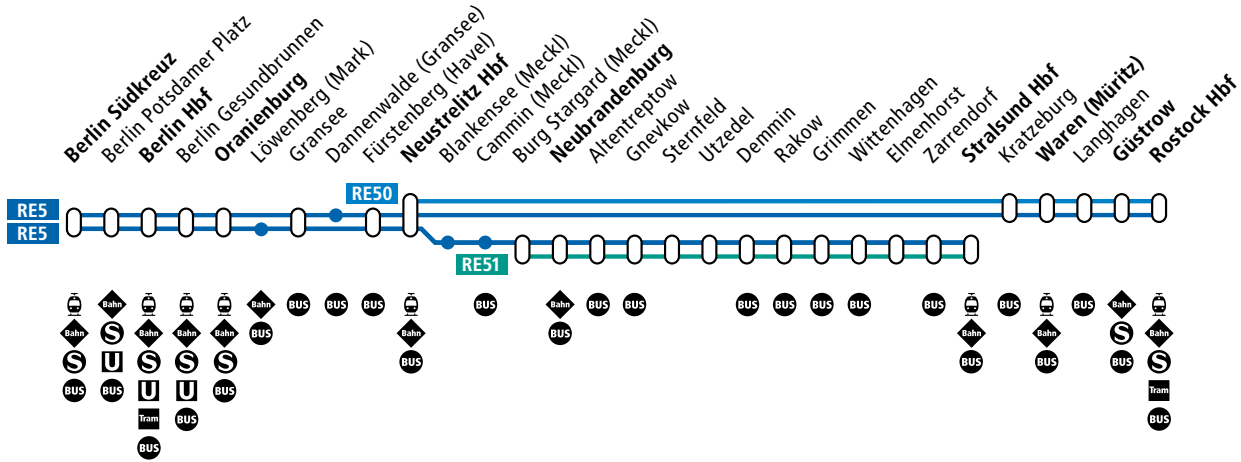 Berlin Südkreuz
Berlin Potsdamer Platz
Berlin Hbf
Berlin Gesundbrunnen
Oranienburg
Löwenberg (Mark)
Gransee
Dannenwalde (Gransee)
Fürstenberg (Havel)
Neustrelitz Hbf
Blankensee (Meckl)
Cammin (Meckl)
Burg Stargard (Meckl)
Neubrandenburg
Altentreptow
Gnevkow
Sternfeld
Utzedel
Demmin
Rakow
Grimmen
Wittenhagen
Elmenhorst
Zarrendorf
Stralsund Hbf
Kratzeburg
Waren (Müritz)
Langhagen
Güstrow
Rostock Hbf
RE50
RE5
RE5
RE51
Bahn Bahn BUS BUS BUS BUS Bahn BUS BUS BUS BUS BUS BUS BUS BUS BUS Bahn
Bahn S Bahn Bahn Bahn BUS Bahn BUS Bahn Bahn S Bahn
S U S S S BUS BUS BUS BUS S
BUS BUS U U BUS Tram
Tram BUS BUS
BUS